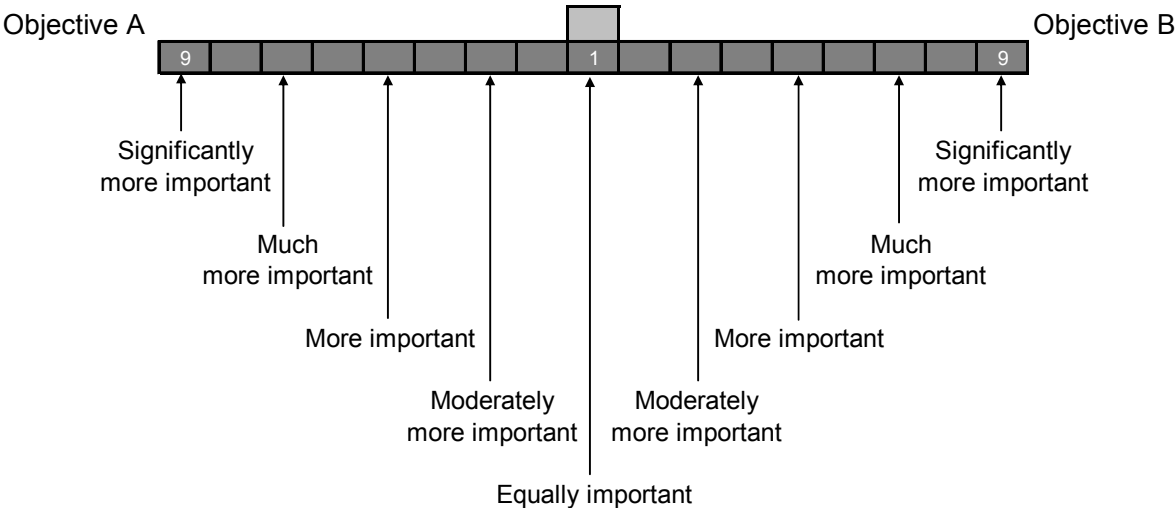 Objective A
Objective B
9
1
9
Significantly
more important
Significantly
more important
Much
more important
Much
more important
More important
More important
Moderately
more important
Moderately
more important
Equally important